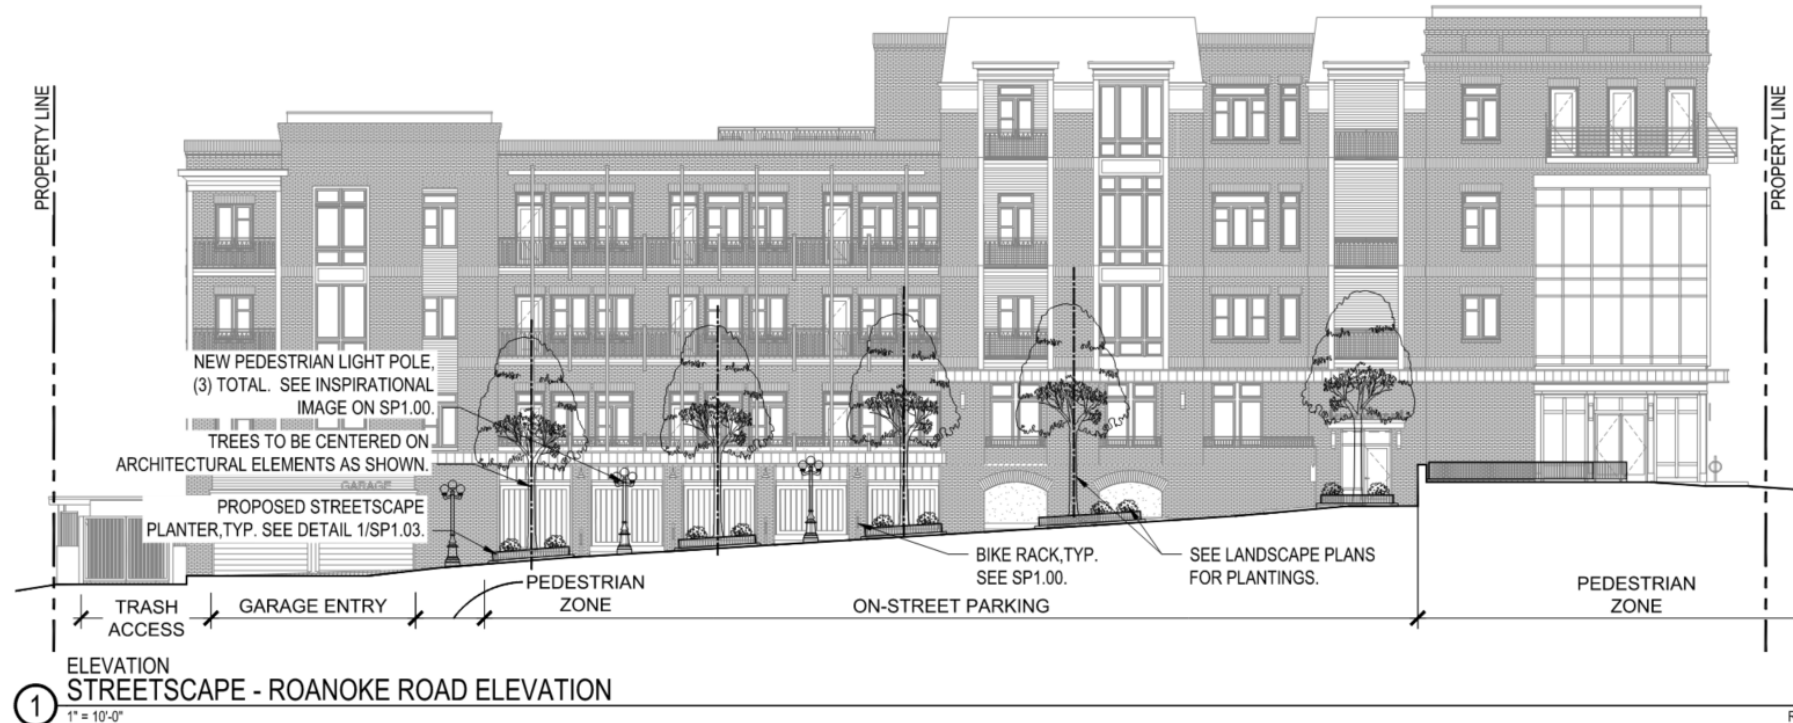 PROPERTY LINE
PROPERTY LINE
NEW PEDESTRIAN LIGHT POLE,
(3) TOTAL. SEE INSPIRATIONAL
IMAGE ON SP1.00.
TREES TO BE CENTERED ON
ARCHITECTURAL ELEMENTS AS SHOWN.
GARAGE
PROPOSED STREETSCAPE
PLANTER,TYP. SEE DETAIL 1/SP1.03.
BIKE RACK,TYP.
SEE SP1.00.
SEE LANDSCAPE PLANS
FOR PLANTINGS.
TRASH
ACCESS
GARAGE ENTRY
PEDESTRIAN
ZONE
ON-STREET PARKING
PEDESTRIAN
ZONE
ELEVATION
1 STREETSCAPE - ROANOKE ROAD ELEVATION
1" = 10'-0"